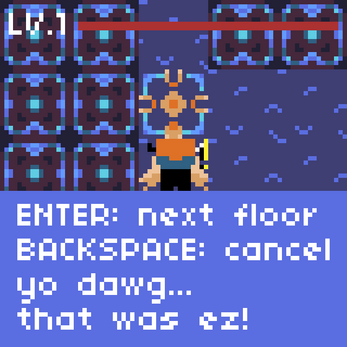 LV.1
ENTER: next floor
BACKSPACE: cancel
yo dawg...
that was ez!